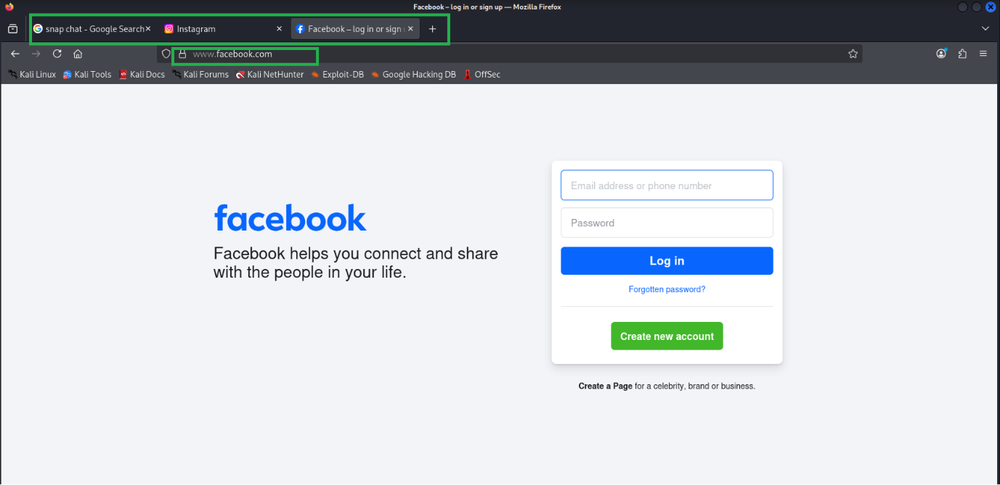 Facebook – log in or sign up — Mozilla Firefox
snap chat - Google Search Instagram Facebook – log in or sign
www.facebook.com
Kali Linux Kali Tools Kali Docs Kali Forums Kali NetHunter Exploit-DB Google Hacking DB OffSec
facebook
Facebook helps you connect and share
with the people in your life.
Email address or phone number
Password
Log in
Forgotten password?
Create new account
Create a Page for a celebrity, brand or business.